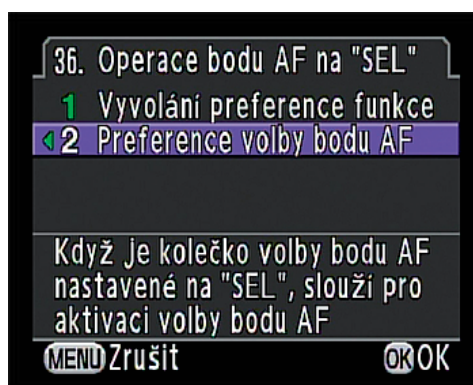 36. Operace bodu AF na "SEL"
1 Vyvolání preference funkce
2 Preference volby bodu AF
Když je kolečko volby bodu AF
nastavené na "SEL", slouží pro
aktivaci volby bodu AF
MENU Zrušit OK OK